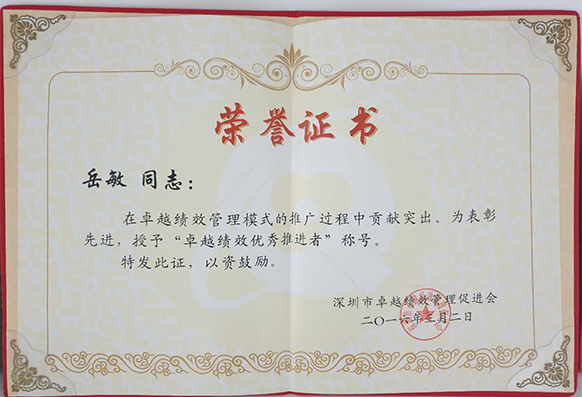 荣誉证书
岳敏 同志：
在卓越绩效管理模式的推广过程中贡献突出。为表彰
先进，授予“卓越绩效优秀推进者”称号。
特发此证，以资鼓励。
深圳市卓越绩效管理促进会
二〇一六年三月二日